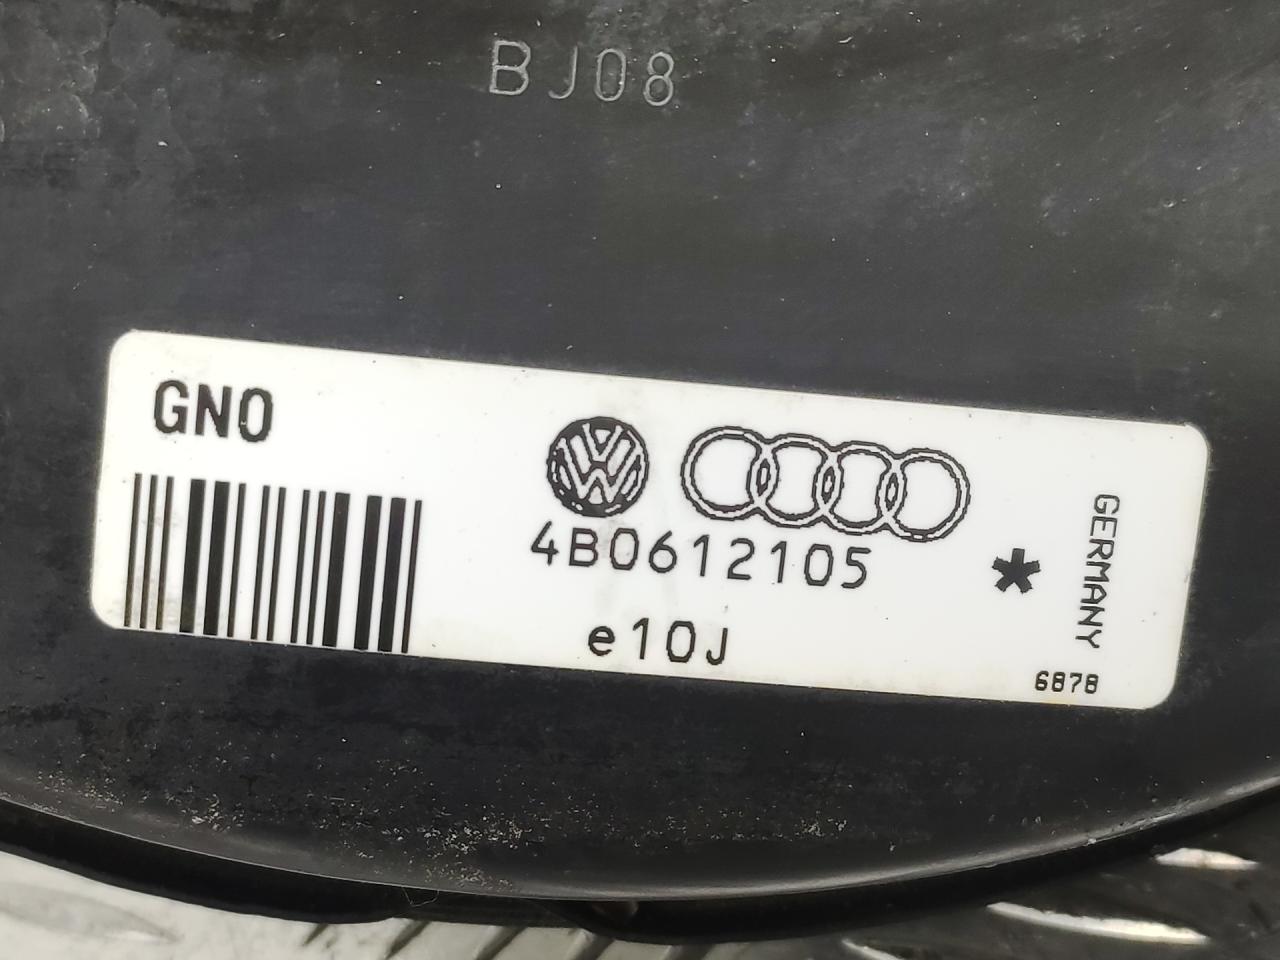 BJ08
GN0
4B0612105
e10J
*
GERMANY
6878